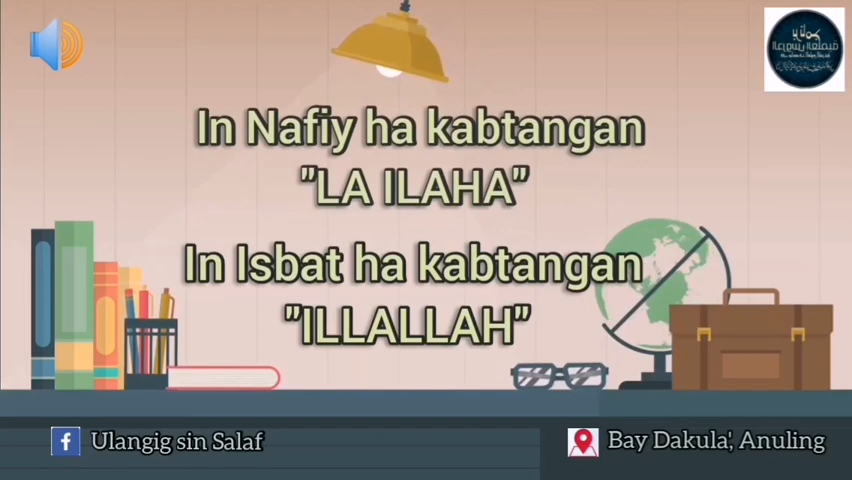 In Nafiy ha kabtangan
"LA ILAHA"
In Isbat ha kabtangan
"ILLALLAH"
Ulangig sin Salaf
Bay Dakula', Anuling